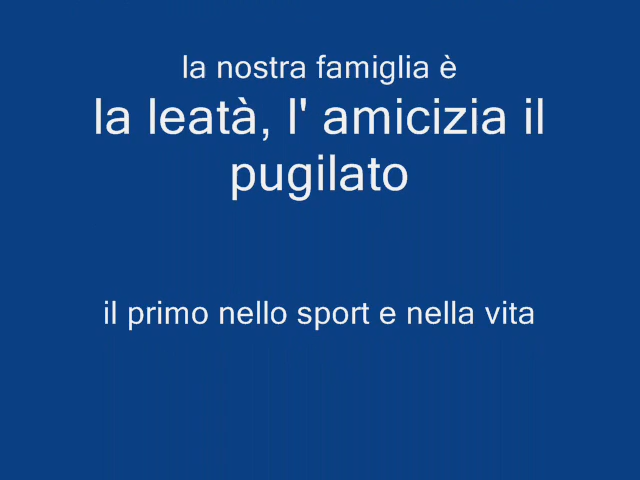 la nostra famiglia è
la leatà, l' amicizia il
pugilato
il primo nello sport e nella vita